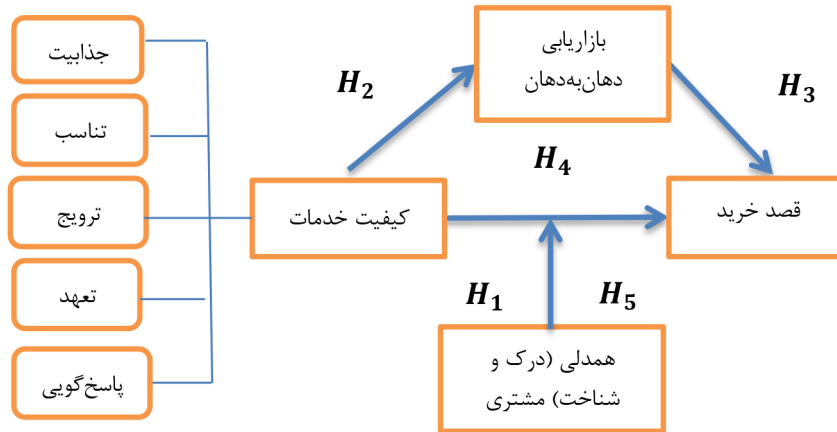 جذابیت
تناسب
ترویج
تعهد
پاسخ‌گویی
کیفیت خدمات
H₂
بازاریابی
دهان‌به‌دهان
H₃
H₄
قصد خرید
H₁
H₅
همدلی (درک و
شناخت) مشتری